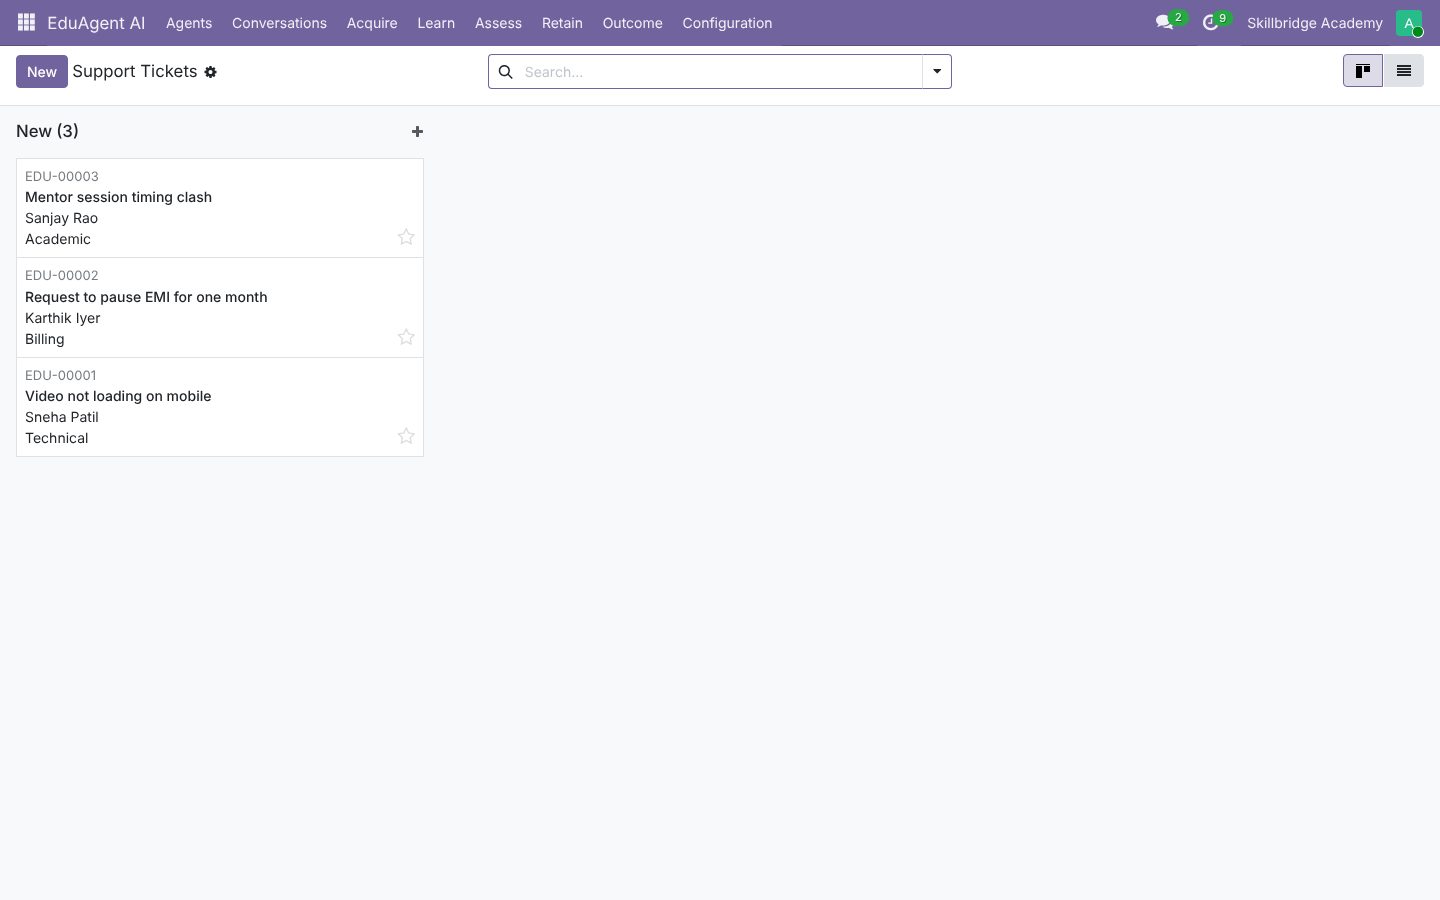 EduAgent AI Agents Conversations Acquire Learn Assess Retain Outcome Configuration 2 9 Skillbridge Academy A
New Support Tickets Search...
New (3)
EDU-00003
Mentor session timing clash
Sanjay Rao
Academic
EDU-00002
Request to pause EMI for one month
Karthik Iyer
Billing
EDU-00001
Video not loading on mobile
Sneha Patil
Technical